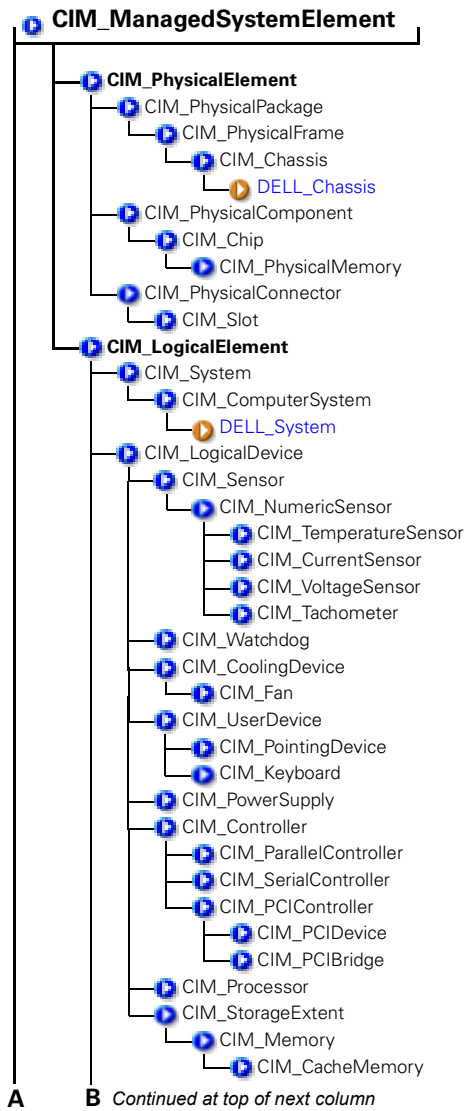 CIM_ManagedSystemElement
CIM_PhysicalElement
CIM_PhysicalPackage
CIM_PhysicalFrame
CIM_Chassis
DELL_Chassis
CIM_PhysicalComponent
CIM_Chip
CIM_PhysicalMemory
CIM_PhysicalConnector
CIM_Slot
CIM_LogicalElement
CIM_System
CIM_ComputerSystem
DELL_System
CIM_LogicalDevice
CIM_Sensor
CIM_NumericSensor
CIM_TemperatureSensor
CIM_CurrentSensor
CIM_VoltageSensor
CIM_Tachometer
CIM_Watchdog
CIM_CoolingDevice
CIM_Fan
CIM_UserDevice
CIM_PointingDevice
CIM_Keyboard
CIM_PowerSupply
CIM_Controller
CIM_ParallelController
CIM_SerialController
CIM_PCIController
CIM_PCIDevice
CIM_PCIBridge
CIM_Processor
CIM_StorageExtent
CIM_Memory
CIM_CacheMemory
A B Continued at top of next column